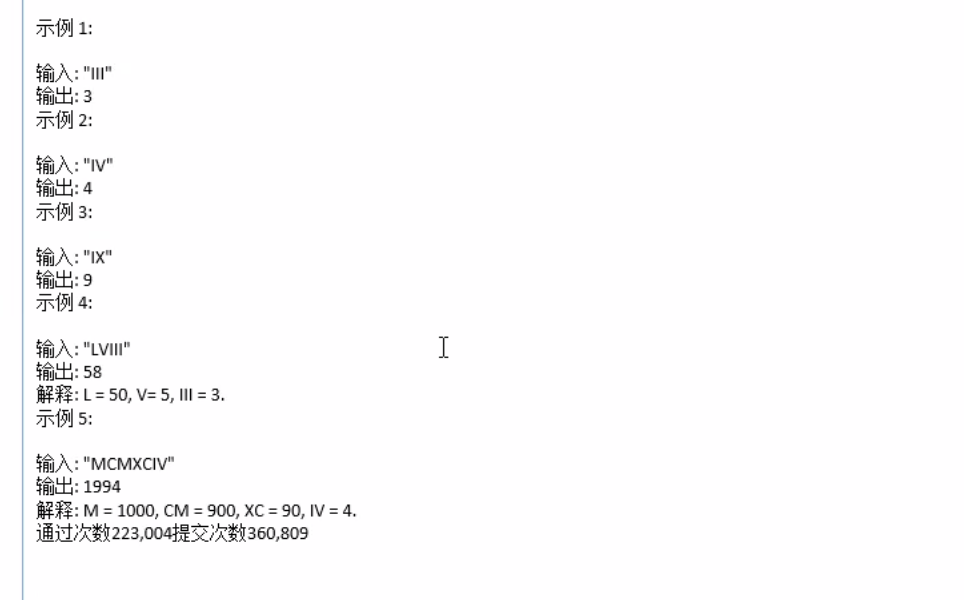 示例 1:
输入: "III"
输出: 3
示例 2:
输入: "IV"
输出: 4
示例 3:
输入: "IX"
输出: 9
示例 4:
输入: "LVIII"
输出: 58
解释: L = 50, V= 5, III = 3.
示例 5:
输入: "MCMXCIV"
输出: 1994
解释: M = 1000, CM = 900, XC = 90, IV = 4.
通过次数223,004提交次数360,809